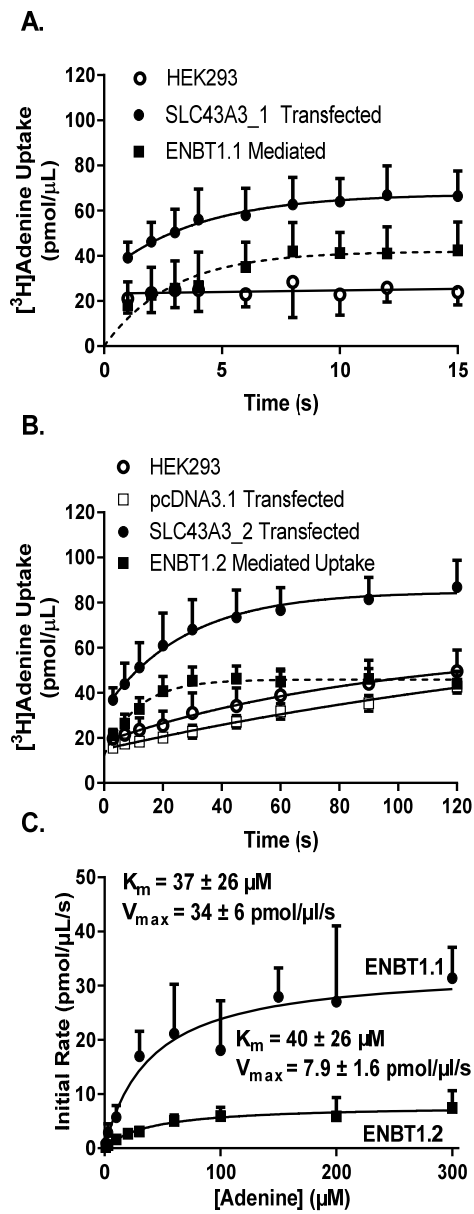 A.
120
100
80
60
40
20
0
[³H]Adenine Uptake
(pmol/µL)
HEK293
SLC43A3_1 Transfected
ENBT1.1 Mediated
5
10
15
Time (s)
B.
120
100
80
60
40
20
0
[³H]Adenine Uptake
(pmol/µL)
HEK293
pcDNA3.1 Transfected
SLC43A3_2 Transfected
ENBT1.2 Mediated Uptake
0
20
40
60
80
100
120
Time (s)
C.
50
40
30
20
10
0
Initial Rate (pmol/µL/s)
Kₘ = 37 ± 26 µM
Vₘₐₓ = 34 ± 6 pmol/µl/s
ENBT1.1
Kₘ = 40 ± 26 µM
Vₘₐₓ = 7.9 ± 1.6 pmol/µl/s
ENBT1.2
0
100
200
300
[Adenine] (µM)